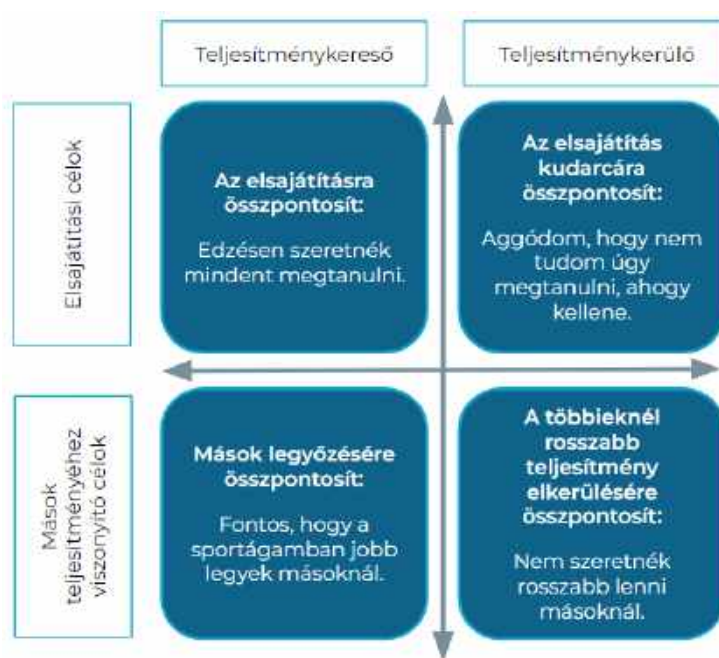 Teljesítménykereső
Teljesítménykerülő
Elsajátítási célok
Az elsajátításra
összpontosít:
Edzésen szeretnék
mindent megtanulni.
Az elsajátítás
kudarcára
összpontosít:
Aggódom, hogy nem
tudom úgy
megtanulni, ahogy
kellene.
Mások
teljesítményéhez
viszonyító célok
Mások legyőzésére
összpontosít:
Fontos, hogy a
sportágamban jobb
legyek másoknál.
A többieknél
rosszabb
teljesítmény
elkerülésére
összpontosít:
Nem szeretnék
rosszabb lenni
másoknál.